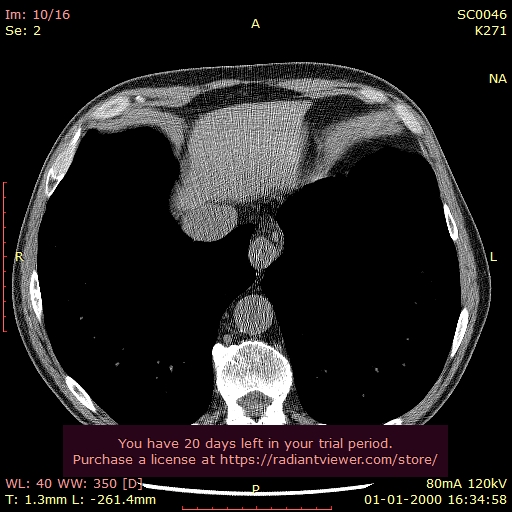 Im: 10/16
Se: 2
A
SC0046
K271
NA
R
L
You have 20 days left in your trial period.
Purchase a license at https://radiantviewer.com/store/
WL: 40 WW: 350 [D]
T: 1.3mm L: -261.4mm
P
80mA 120kV
01-01-2000 16:34:58